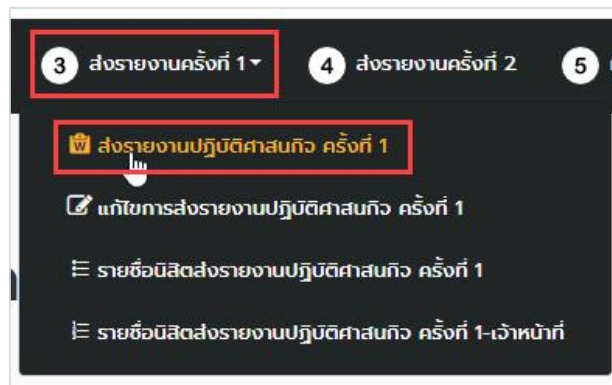 3 ส่งรายงานครั้งที่ 1 4 ส่งรายงานครั้งที่ 2 5
ส่งรายงานปฏิบัติศาสนกิจ ครั้งที่ 1
แก้ไขการส่งรายงานปฏิบัติศาสนกิจ ครั้งที่ 1
รายชื่อนิสิตส่งรายงานปฏิบัติศาสนกิจ ครั้งที่ 1
รายชื่อนิสิตส่งรายงานปฏิบัติศาสนกิจ ครั้งที่ 1-เจ้าหน้าที่